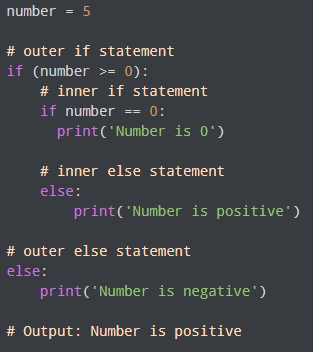 number = 5

# outer if statement
if (number >= 0):
    # inner if statement
    if number == 0:
      print('Number is 0')

    # inner else statement
    else:
        print('Number is positive')

# outer else statement
else:
    print('Number is negative')

# Output: Number is positive